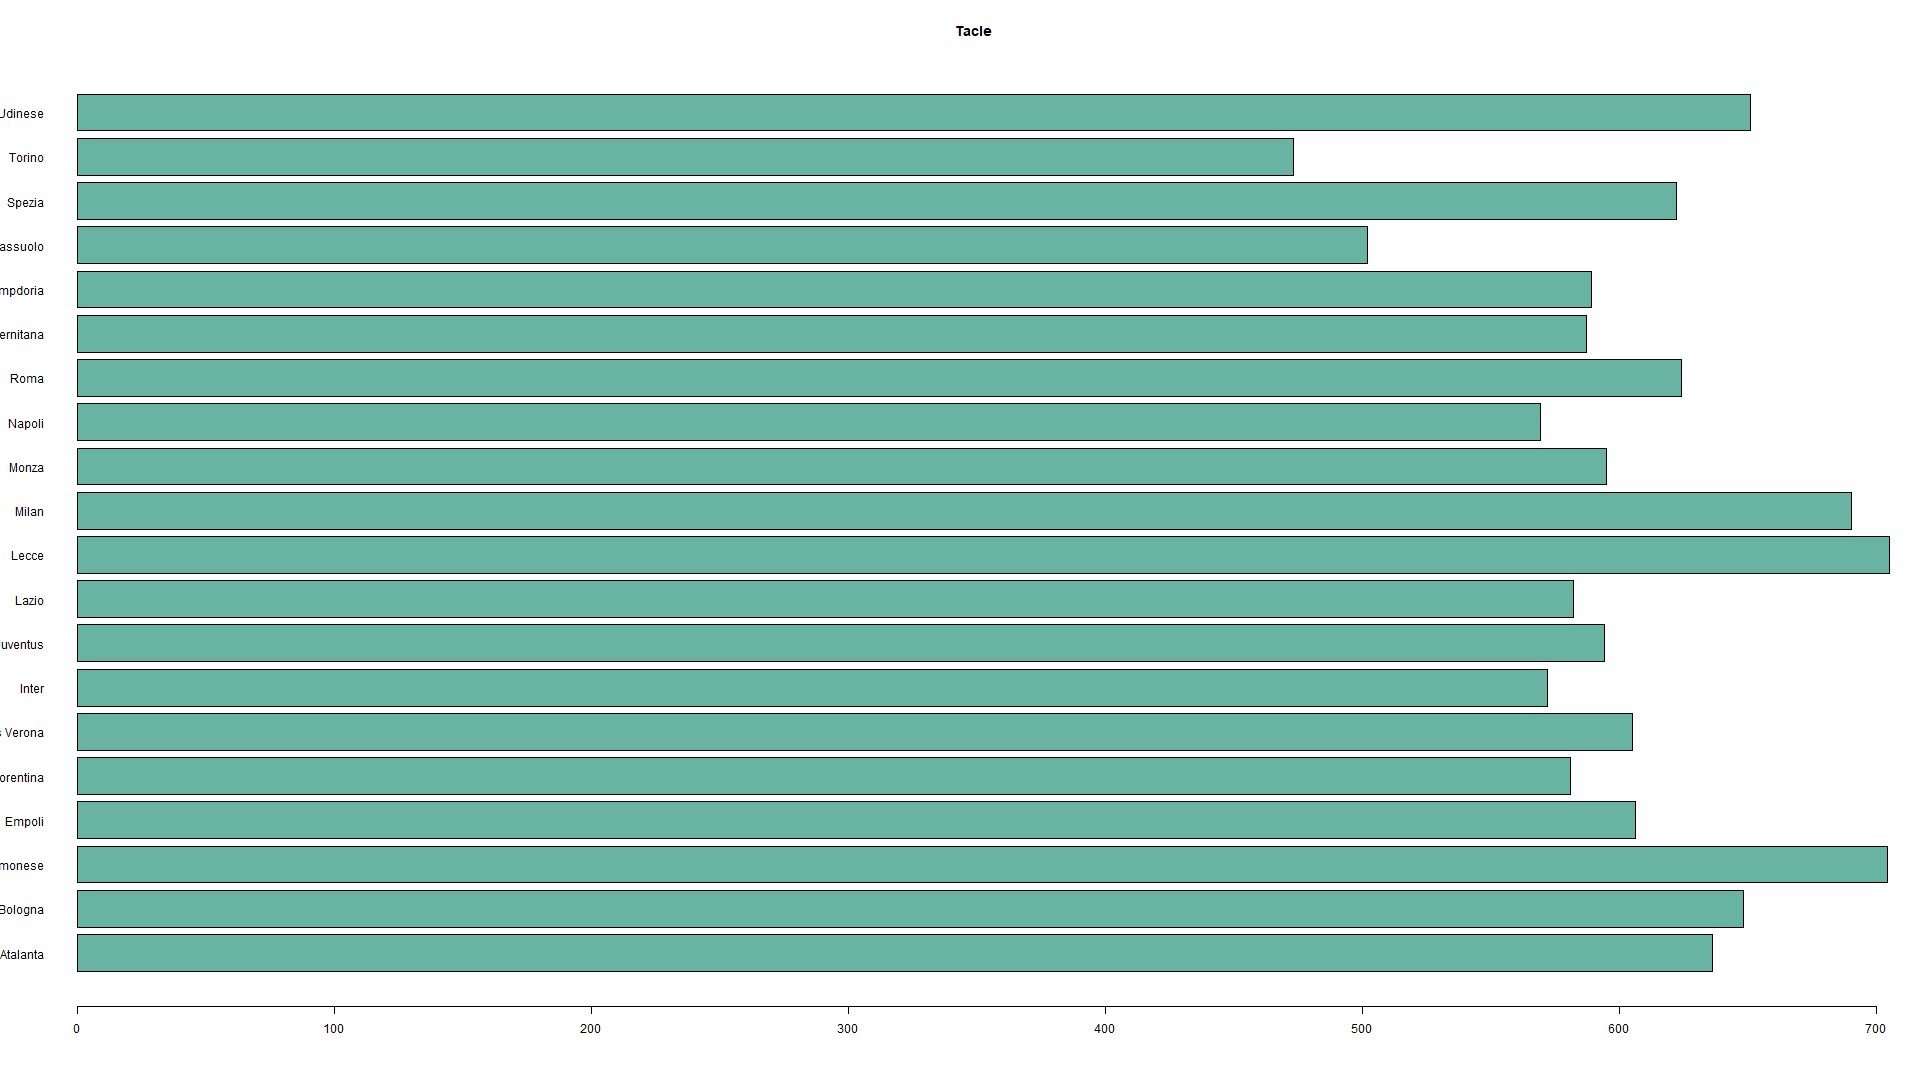 Tacle
Udinese
Torino
Spezia
assuolo
mpdoria
ernitana
Roma
Napoli
Monza
Milan
Lecce
Lazio
uventus
Inter
s Verona
orentina
Empoli
monese
Bologna
Atalanta
0 100 200 300 400 500 600 700